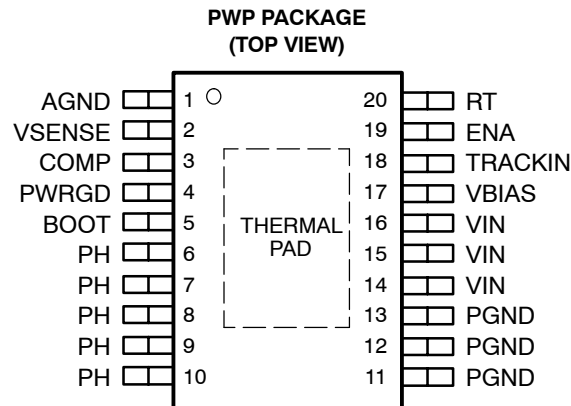 PWP PACKAGE
(TOP VIEW)
AGND 1 20 RT
VSENSE 2 19 ENA
COMP 3 18 TRACKIN
PWRGD 4 17 VBIAS
BOOT 5 16 VIN
PH 6 15 VIN
PH 7 14 VIN
PH 8 13 PGND
PH 9 12 PGND
PH 10 11 PGND
THERMAL
PAD